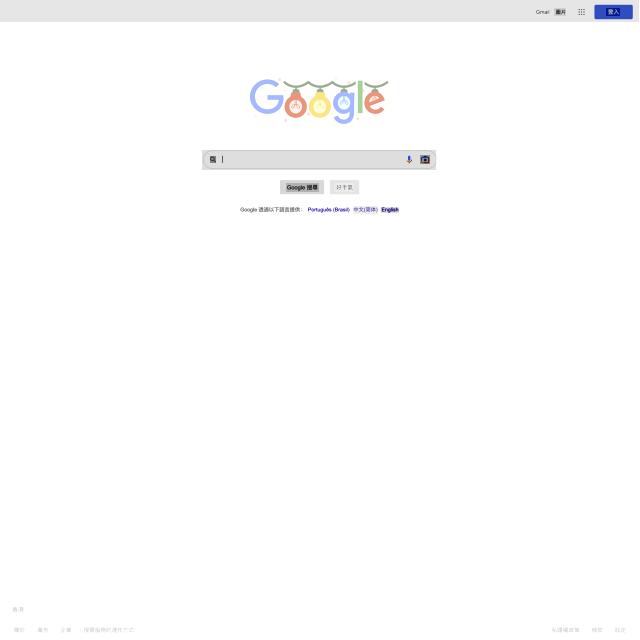 Gmail 圖片 登入
Google
Google 搜尋 好手氣
Google 透過以下語言提供: Português (Brasil) 中文(简体) English
香港
關於 廣告 企業 搜尋服務的運作方式 私隱權政策 條款 設定